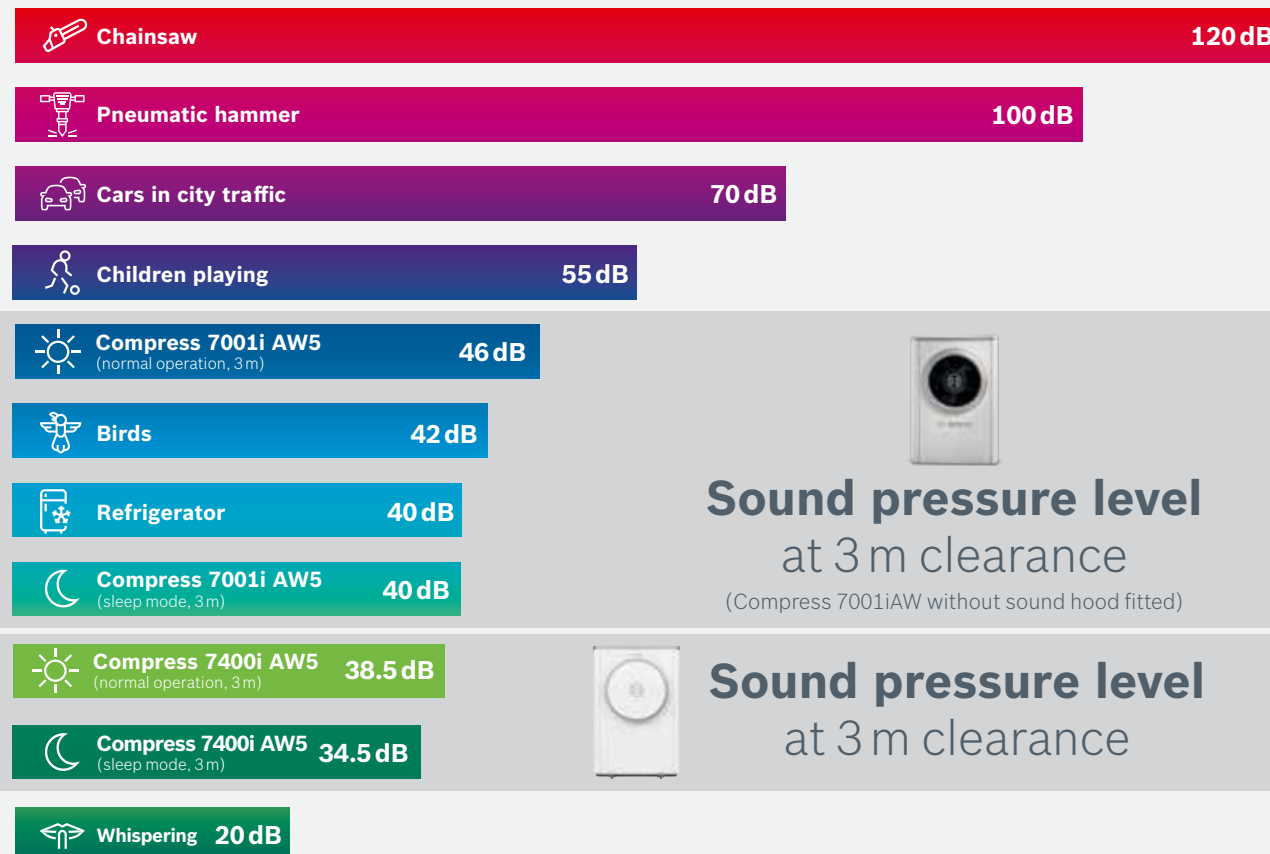 Chainsaw 120 dB
Pneumatic hammer 100 dB
Cars in city traffic 70 dB
Children playing 55 dB
Compress 7001i AW5 46 dB
(normal operation, 3 m)
Birds 42 dB
Refrigerator 40 dB
Compress 7001i AW5 40 dB
(sleep mode, 3 m)
Sound pressure level
at 3 m clearance
(Compress 7001iAW without sound hood fitted)
Compress 7400i AW5 38.5 dB
(normal operation, 3 m)
Compress 7400i AW5 34.5 dB
(sleep mode, 3 m)
Sound pressure level
at 3 m clearance
Whispering 20 dB